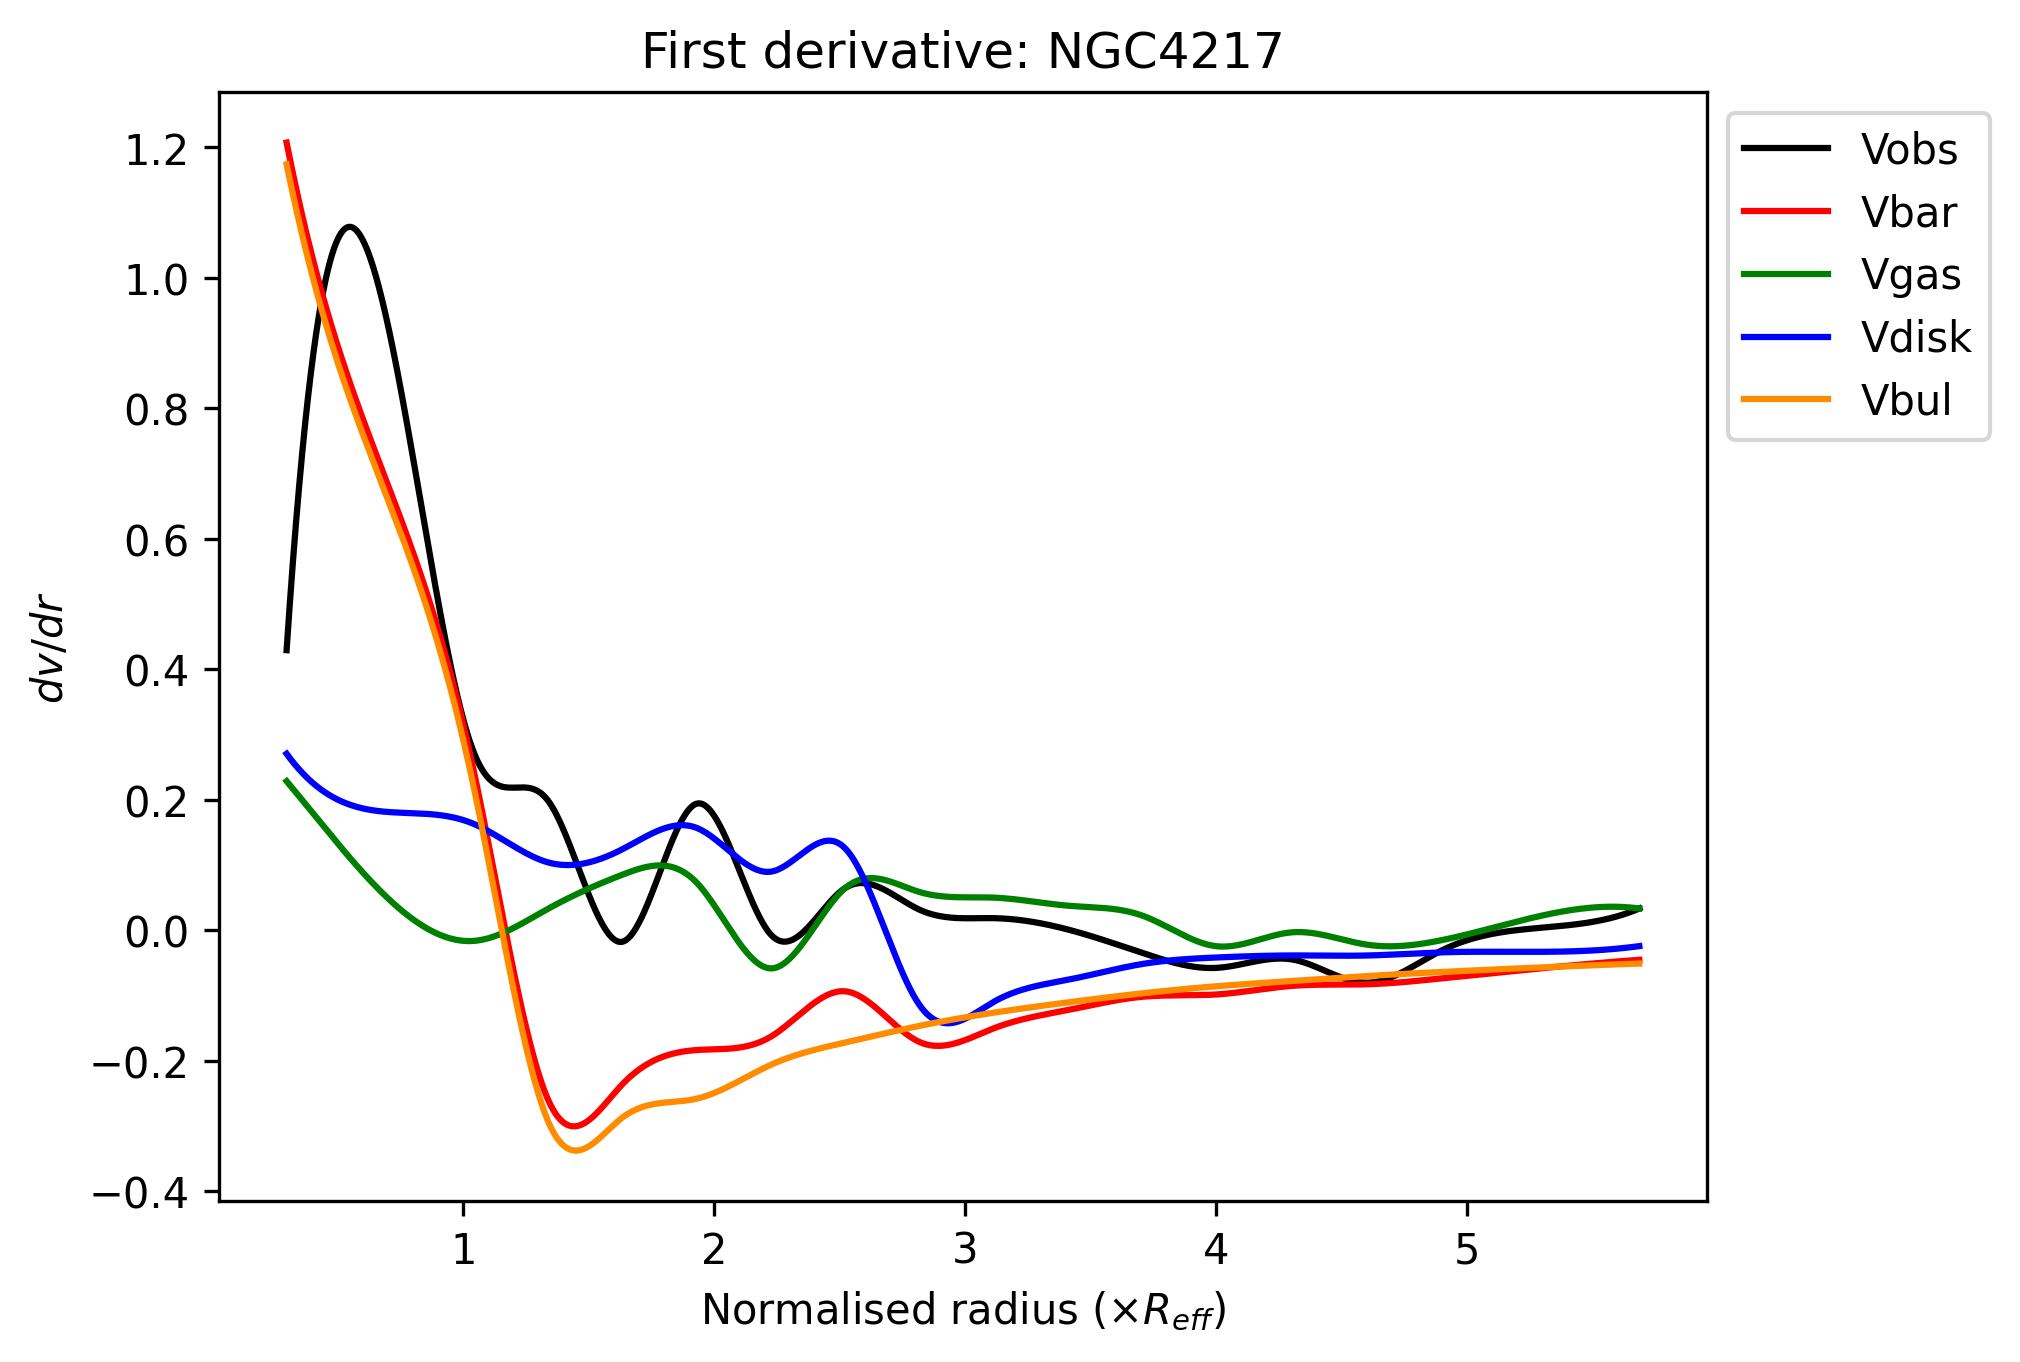 First derivative: NGC4217
1.2
1.0
0.8
0.6
0.4
0.2
0.0
−0.2
−0.4
dv/dr
1 2 3 4 5
Normalised radius (×R_eff)
Vobs
Vbar
Vgas
Vdisk
Vbul